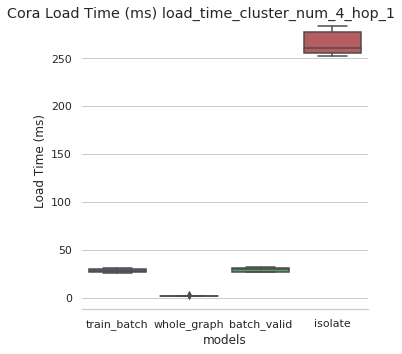 Cora Load Time (ms) load_time_cluster_num_4_hop_1
250
200
150
100
50
0
Load Time (ms)
train_batch whole_graph batch_valid isolate
models